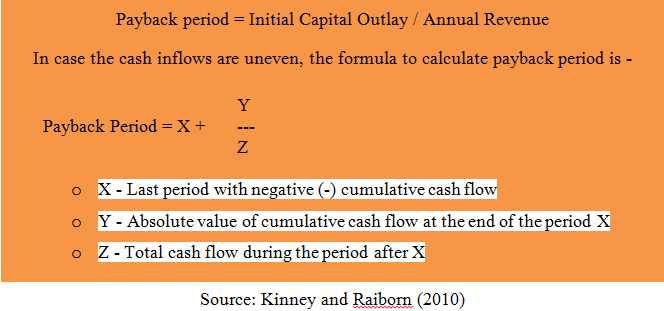 Payback period = Initial Capital Outlay / Annual Revenue
In case the cash inflows are uneven, the formula to calculate payback period is -
Y
Payback Period = X + ---
Z
o X - Last period with negative (-) cumulative cash flow
o Y - Absolute value of cumulative cash flow at the end of the period X
o Z - Total cash flow during the period after X
Source: Kinney and Raiborn (2010)